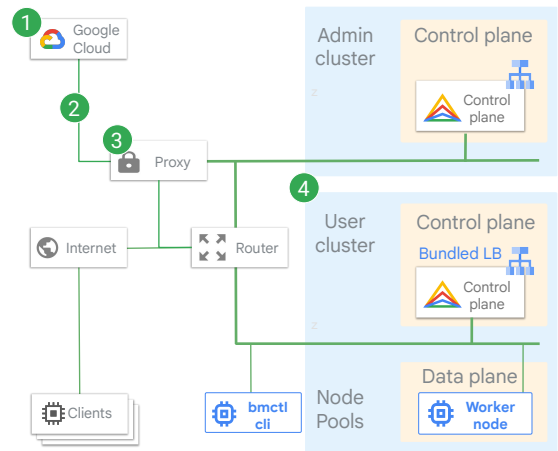 1
Google
Cloud
2
3
Proxy
Admin
cluster
Control plane
z
Control
plane
4
User
cluster
Control plane
Bundled LB
Control
plane
z
Internet
Router
Clients
bmctl
cli
Node
Pools
Data plane
Worker
node